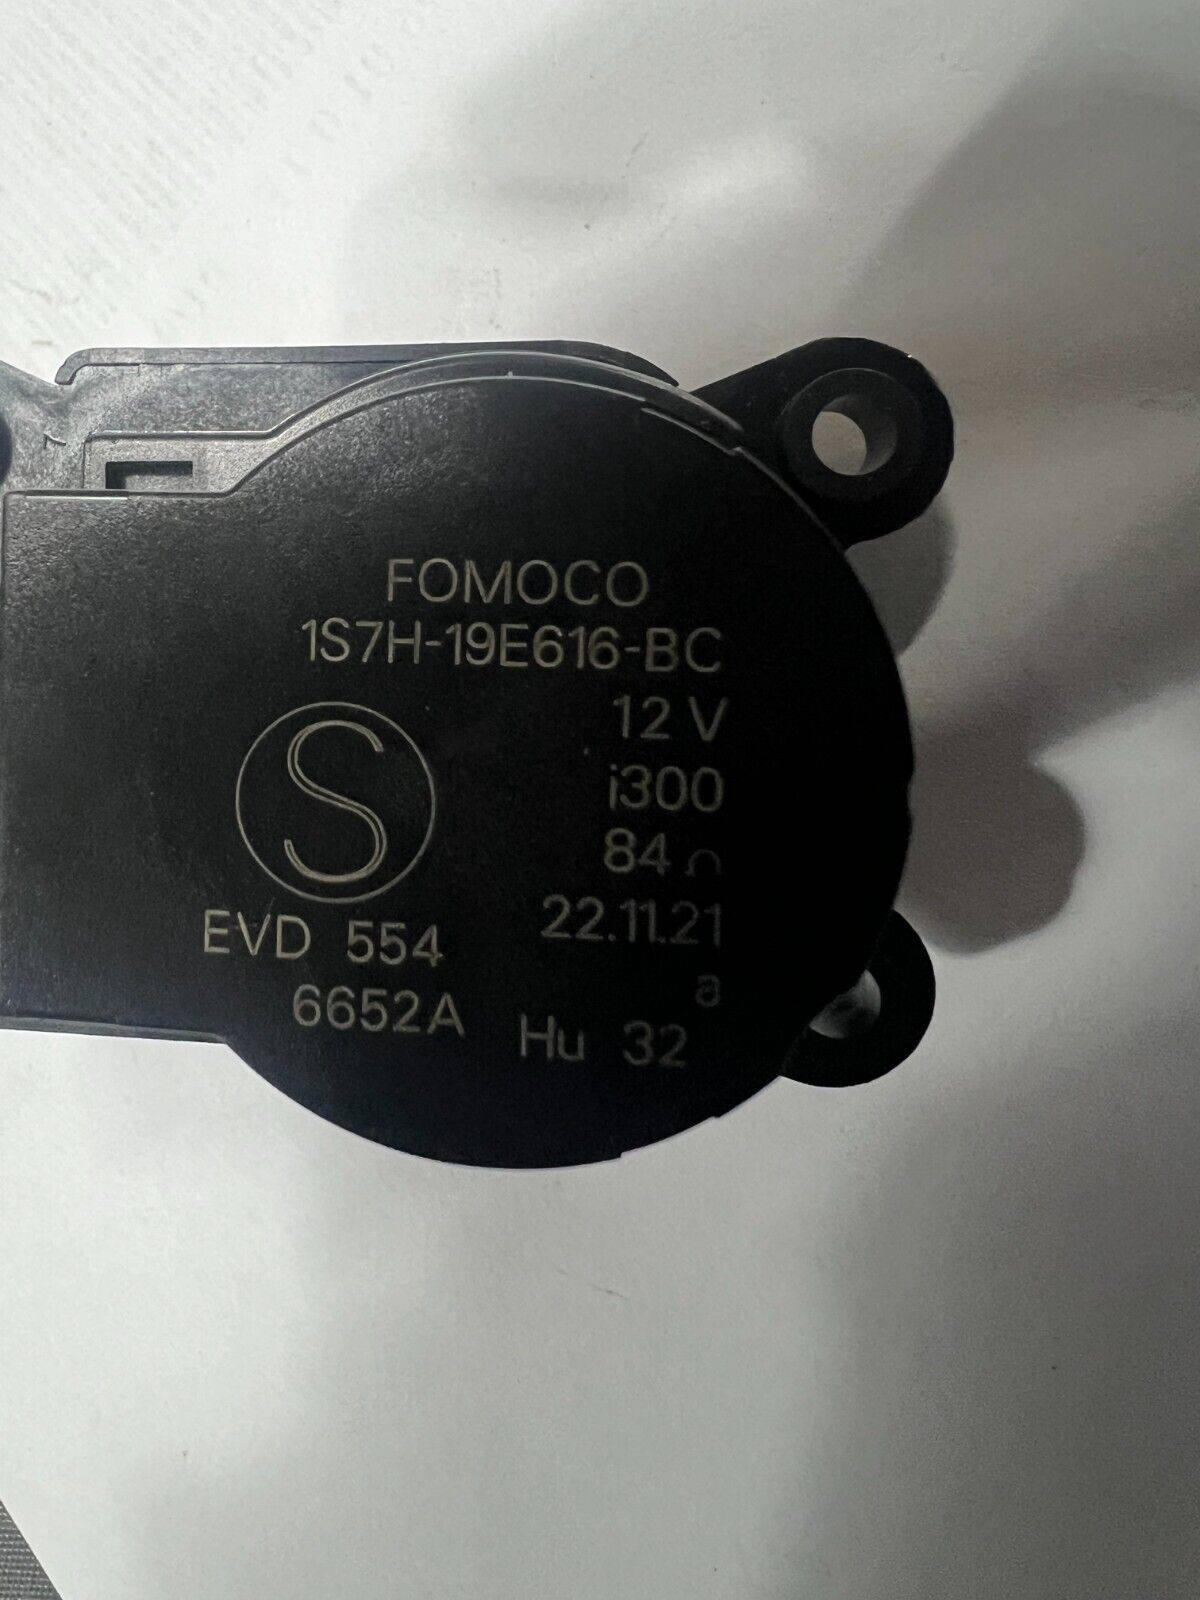 FOMOCO
1S7H-19E616-BC
12 V
i300
84 Ω
22.11.21
a
S
EVD 554
6652A
Hu 32